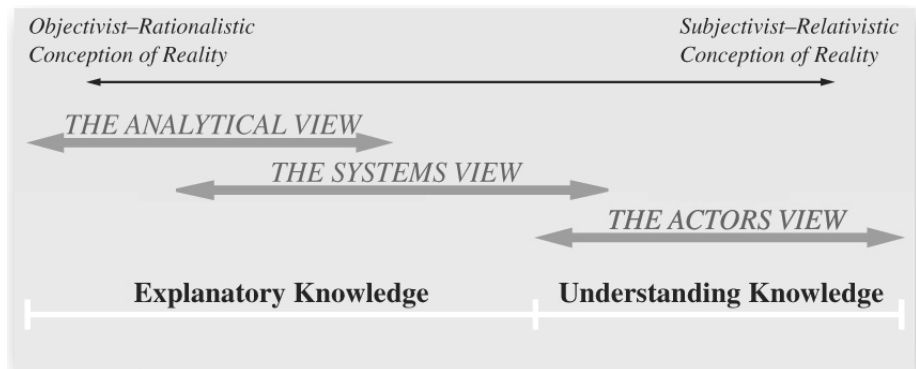 Objectivist–Rationalistic
Conception of Reality
Subjectivist–Relativistic
Conception of Reality
THE ANALYTICAL VIEW
THE SYSTEMS VIEW
THE ACTORS VIEW
Explanatory Knowledge
Understanding Knowledge